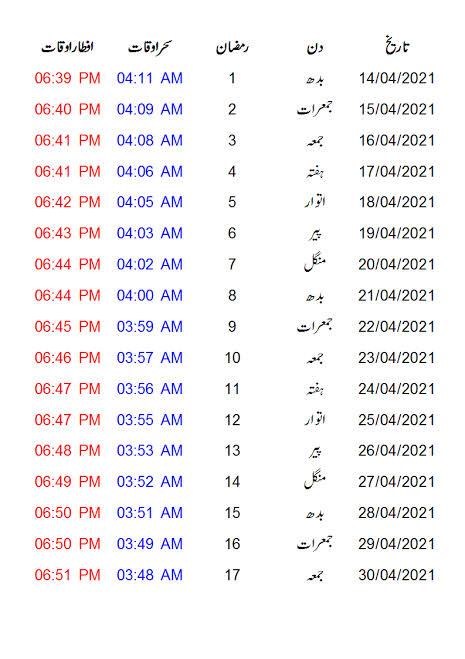 تاریخ دن رمضان سحر اوقات افطار اوقات
14/04/2021 بدھ 1 04:11 AM 06:39 PM
15/04/2021 جمعرات 2 04:09 AM 06:40 PM
16/04/2021 جمعہ 3 04:08 AM 06:41 PM
17/04/2021 ہفتہ 4 04:06 AM 06:41 PM
18/04/2021 اتوار 5 04:05 AM 06:42 PM
19/04/2021 پیر 6 04:03 AM 06:43 PM
20/04/2021 منگل 7 04:02 AM 06:44 PM
21/04/2021 بدھ 8 04:00 AM 06:44 PM
22/04/2021 جمعرات 9 03:59 AM 06:45 PM
23/04/2021 جمعہ 10 03:57 AM 06:46 PM
24/04/2021 ہفتہ 11 03:56 AM 06:47 PM
25/04/2021 اتوار 12 03:55 AM 06:47 PM
26/04/2021 پیر 13 03:53 AM 06:48 PM
27/04/2021 منگل 14 03:52 AM 06:49 PM
28/04/2021 بدھ 15 03:51 AM 06:50 PM
29/04/2021 جمعرات 16 03:49 AM 06:50 PM
30/04/2021 جمعہ 17 03:48 AM 06:51 PM